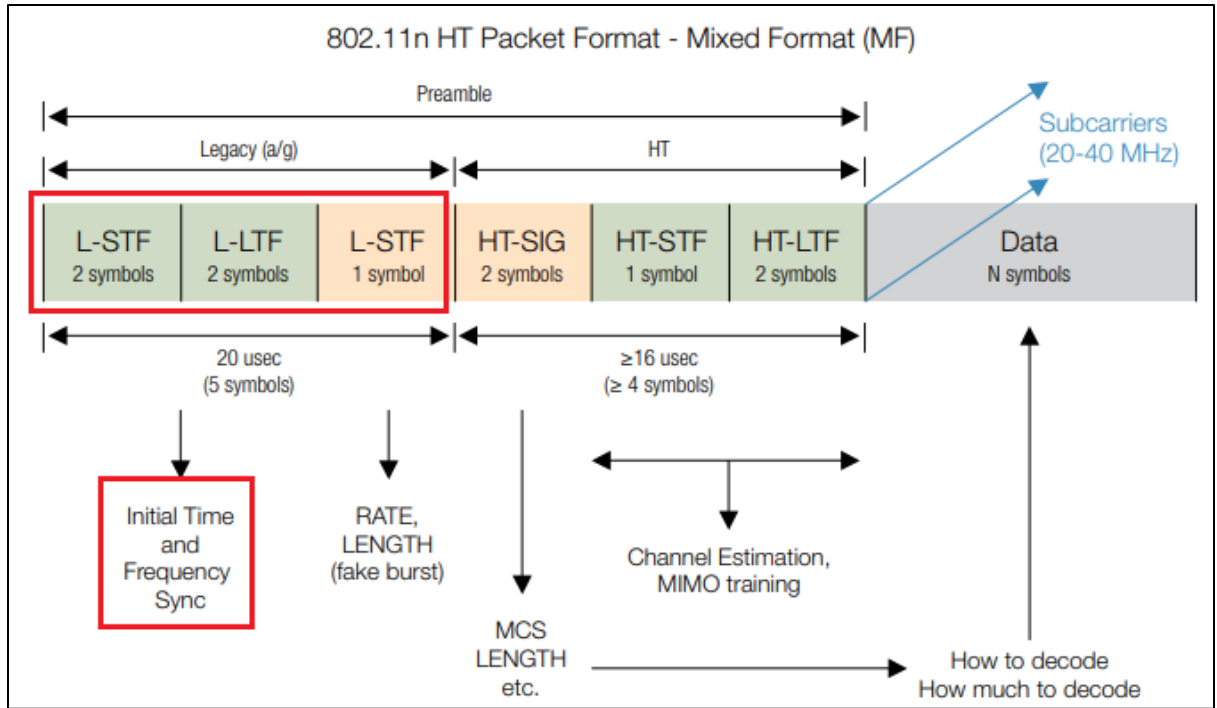 802.11n HT Packet Format - Mixed Format (MF)
Preamble
Legacy (a/g)
HT
Subcarriers
(20-40 MHz)
L-STF
2 symbols
L-LTF
2 symbols
L-STF
1 symbol
HT-SIG
2 symbols
HT-STF
1 symbol
HT-LTF
2 symbols
Data
N symbols
20 usec
(5 symbols)
≥16 usec
(≥ 4 symbols)
Initial Time
and
Frequency
Sync
RATE,
LENGTH
(fake burst)
Channel Estimation,
MIMO training
MCS
LENGTH
etc.
How to decode
How much to decode